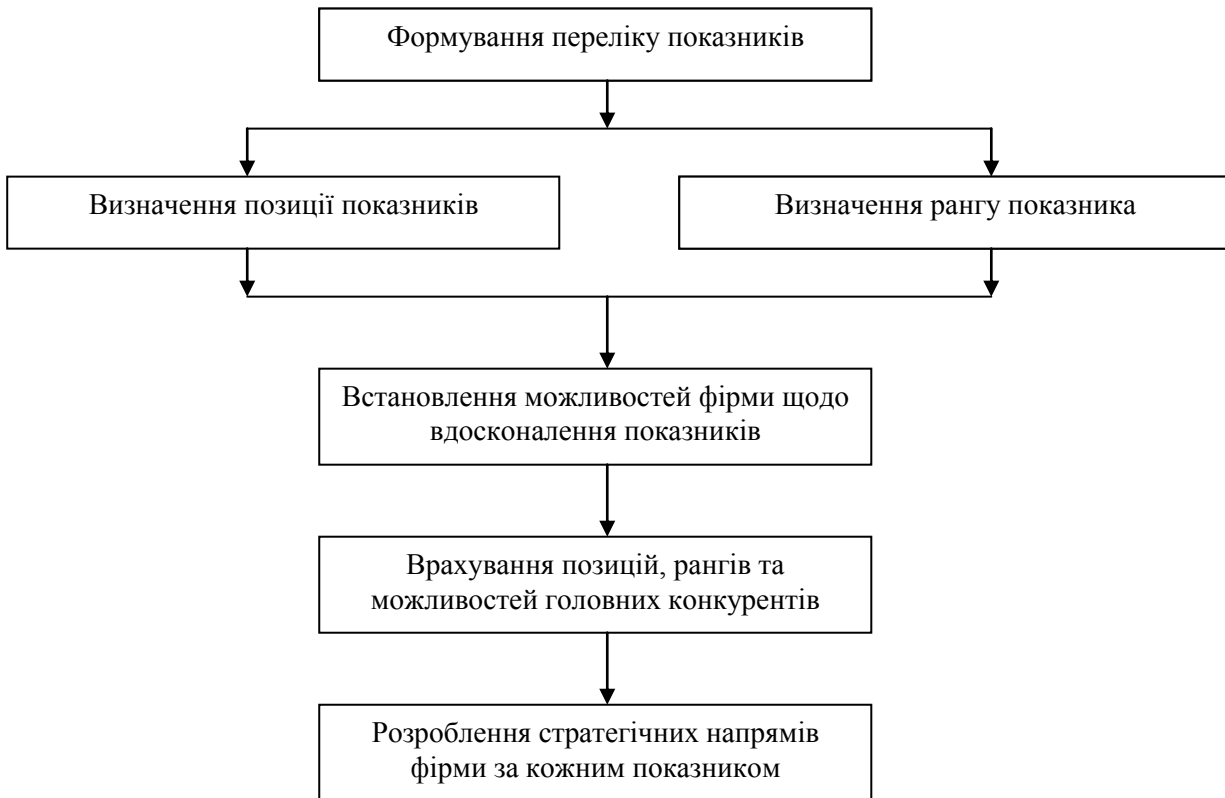 Формування переліку показників
Визначення позиції показників
Визначення рангу показника
Встановлення можливостей фірми щодо
вдосконалення показників
Врахування позицій, рангів та
можливостей головних конкурентів
Розроблення стратегічних напрямів
фірми за кожним показником